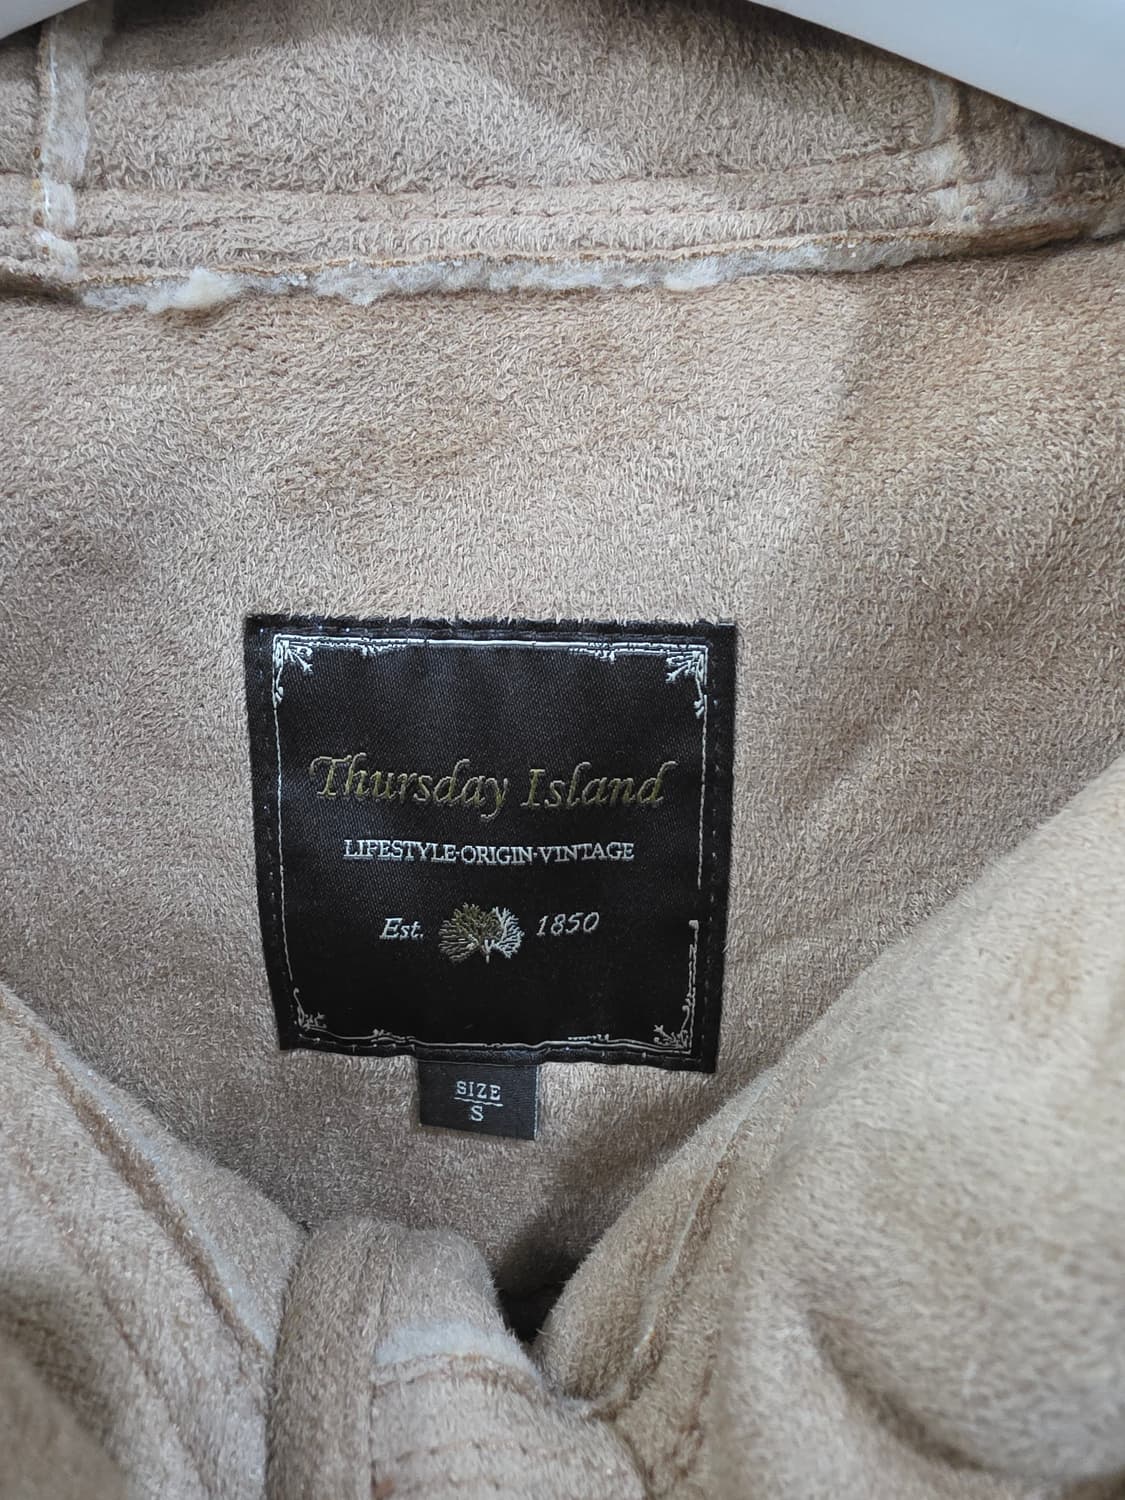 Thursday Island
LIFESTYLE·ORIGIN·VINTAGE
Est. 1850
SIZE
S